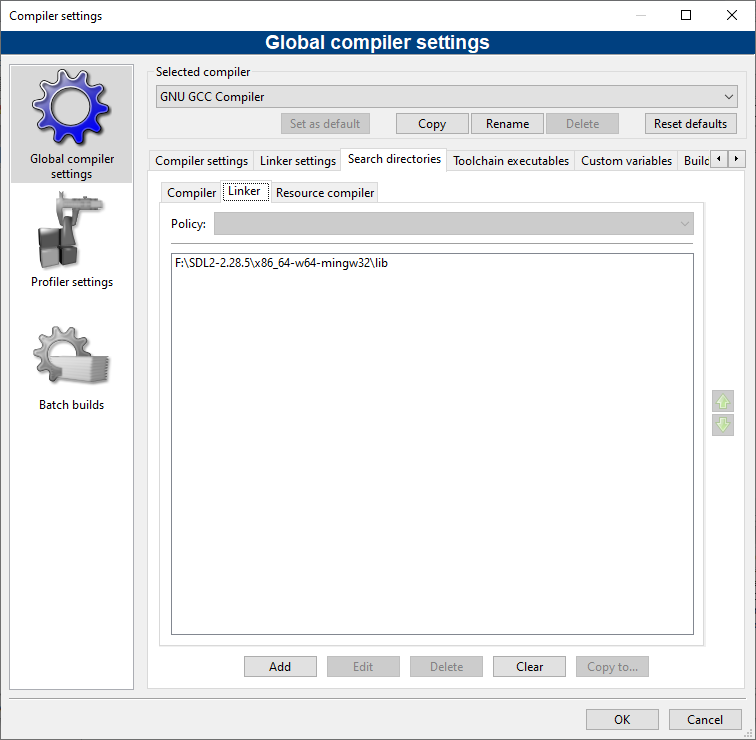 Compiler settings
Global compiler settings
Global compiler
settings
Profiler settings
Batch builds
Selected compiler
GNU GCC Compiler
Set as default
Copy
Rename
Delete
Reset defaults
Compiler settings
Linker settings
Search directories
Toolchain executables
Custom variables
Build
Compiler
Linker
Resource compiler
Policy:
F:\SDL2-2.28.5\x86_64-w64-mingw32\lib
Add
Edit
Delete
Clear
Copy to...
OK
Cancel